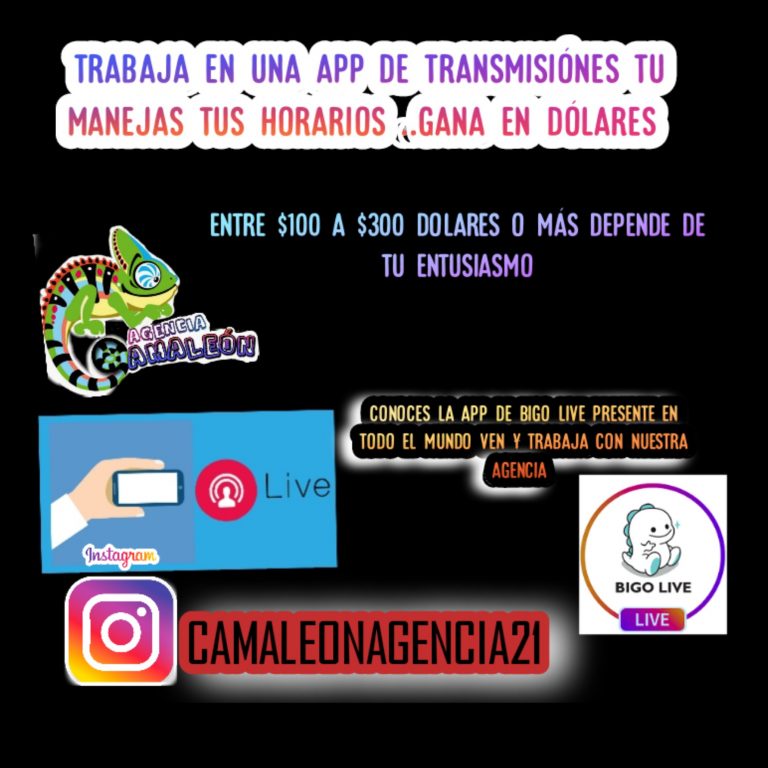 TRABAJA EN UNA APP DE TRANSMISIÓNES TU
MANEJAS TUS HORARIOS ..GANA EN DÓLARES
ENTRE $100 A $300 DOLARES O MÁS DEPENDE DE
TU ENTUSIASMO
AGENCIA
CAMALEÓN
CONOCES LA APP DE BIGO LIVE PRESENTE EN
TODO EL MUNDO VEN Y TRABAJA CON NUESTRA
AGENCIA
Live
Instagram
BIGO LIVE
LIVE
CAMALEONAGENCIA21